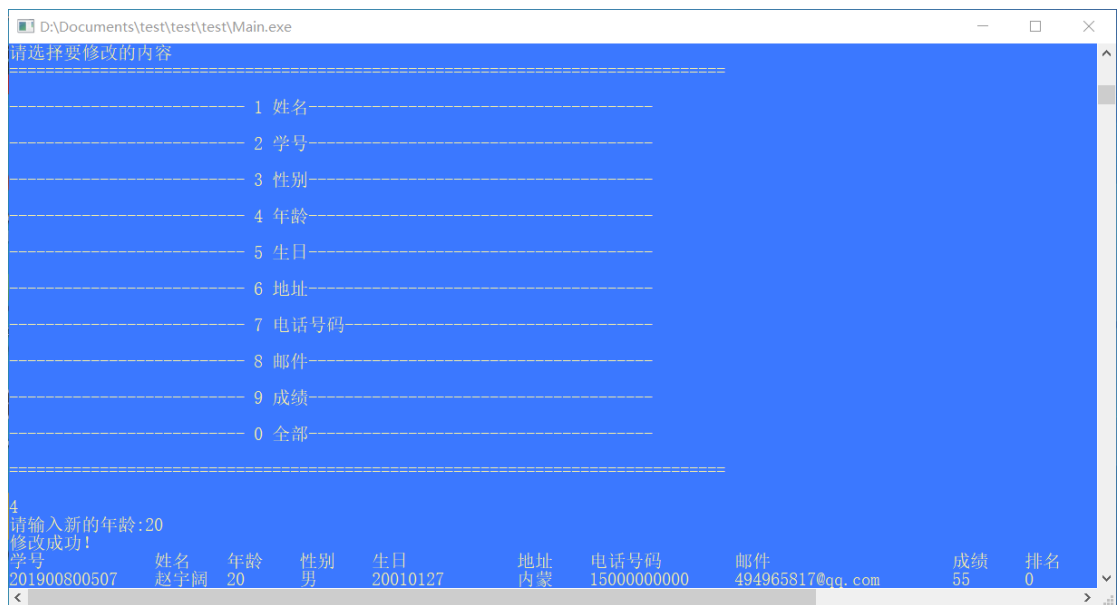 D:\Documents\test\test\test\Main.exe
请选择要修改的内容
===============================================================================
-------------------------- 1 姓名--------------------------------------
-------------------------- 2 学号--------------------------------------
-------------------------- 3 性别--------------------------------------
-------------------------- 4 年龄--------------------------------------
-------------------------- 5 生日--------------------------------------
-------------------------- 6 地址--------------------------------------
-------------------------- 7 电话号码----------------------------------
-------------------------- 8 邮件--------------------------------------
-------------------------- 9 成绩--------------------------------------
-------------------------- 0 全部--------------------------------------
===============================================================================
4
请输入新的年龄:20
修改成功!
学号 姓名 年龄 性别 生日 地址 电话号码 邮件 成绩 排名
201900800507 赵宇阔 20 男 20010127 内蒙 15000000000 494965817@qq.com 55 0